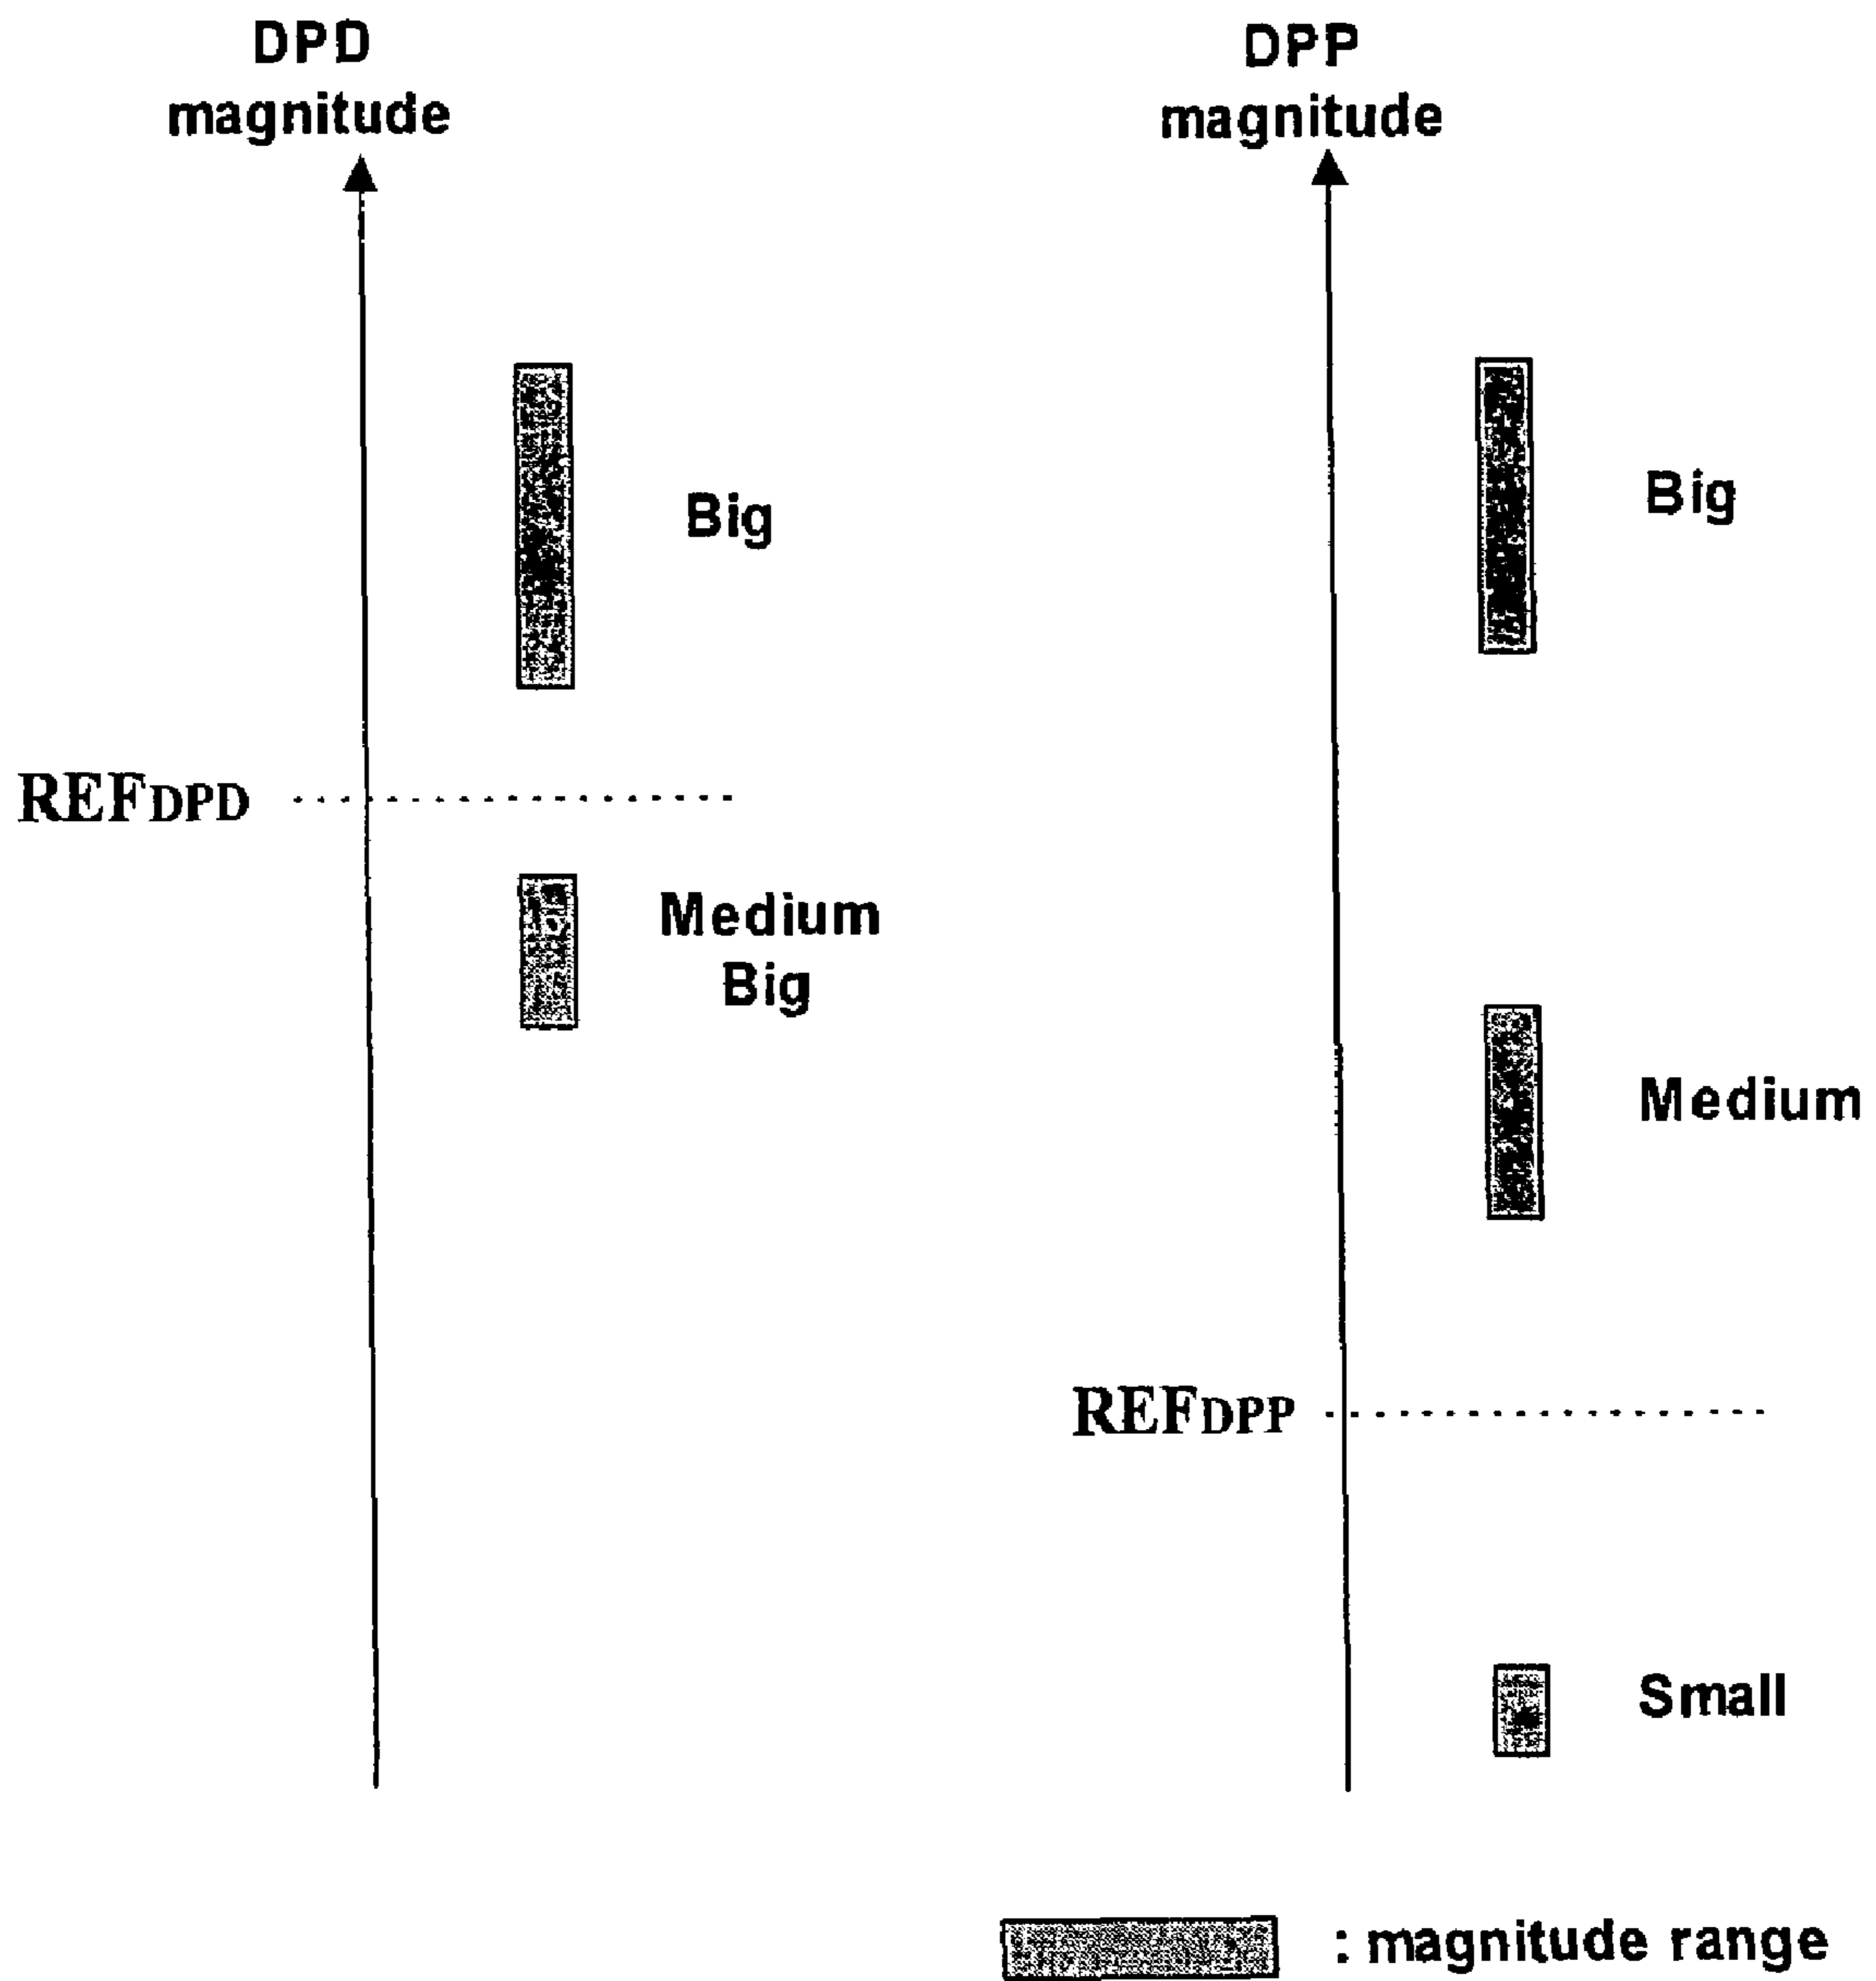 DPD
magnitude
Big
REFDPD
Medium
Big
DPP
magnitude
Big
Medium
REFDPP
Small
: magnitude range